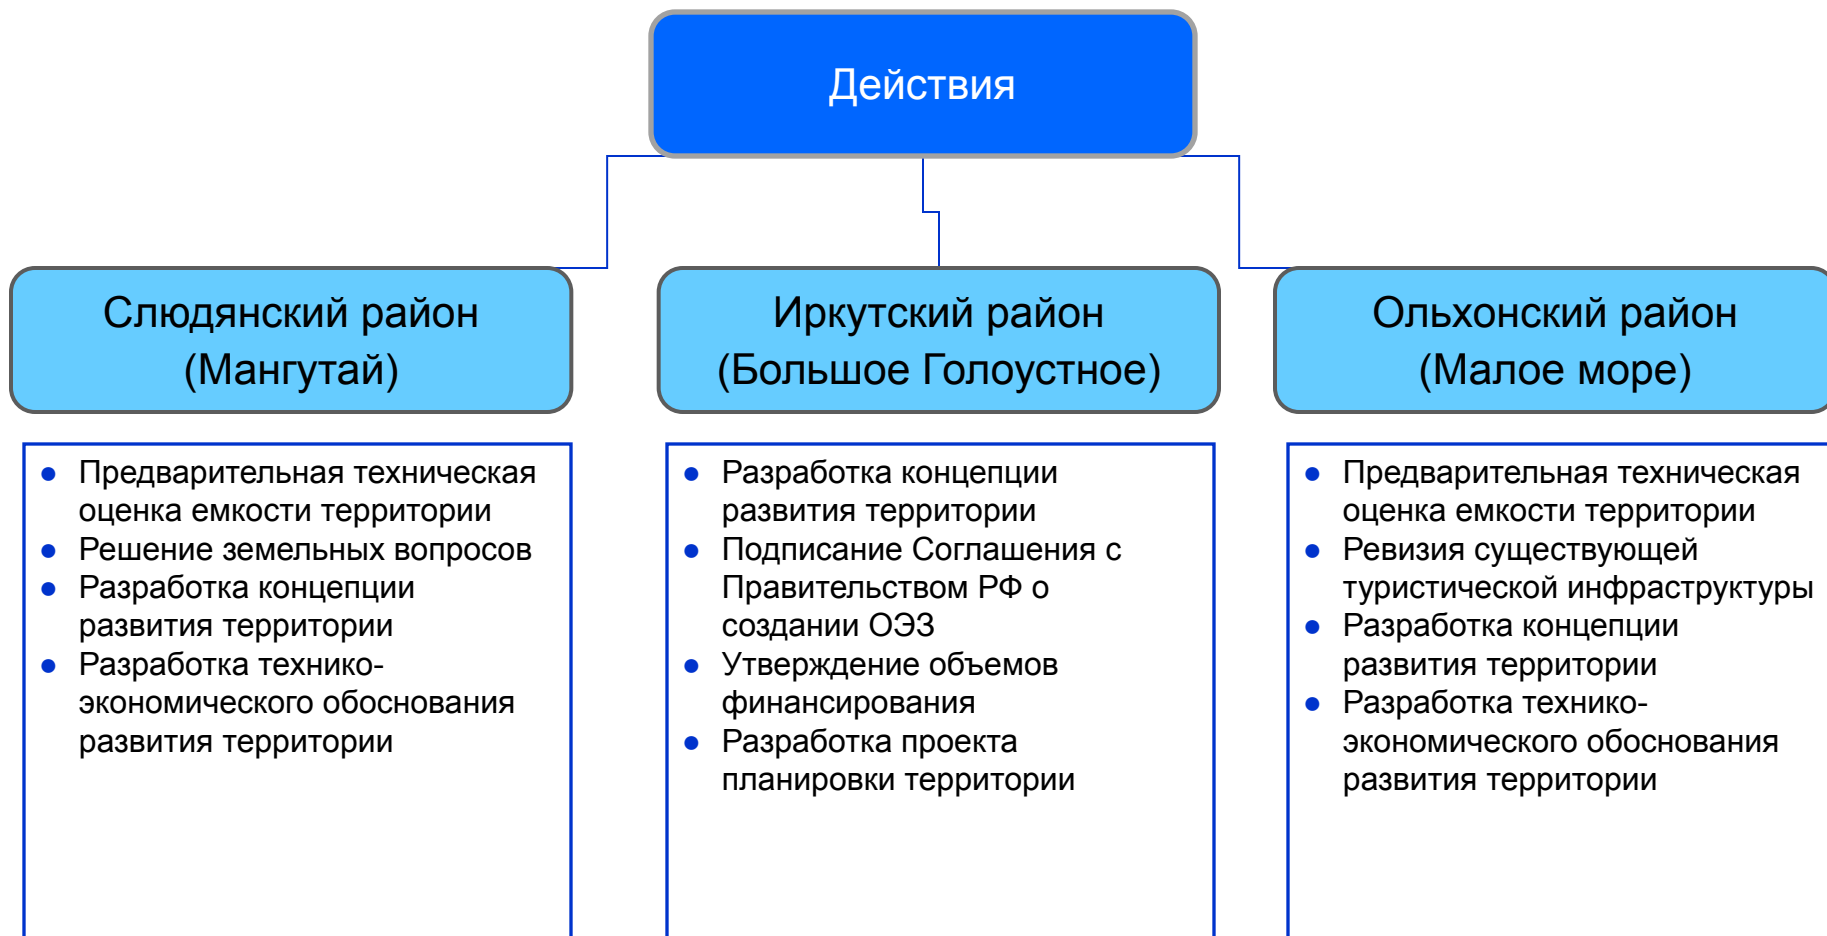 Действия
Слюдянский район
(Мангутай)
Иркутский район
(Большое Голоустное)
Ольхонский район
(Малое море)
● Предварительная техническая
оценка емкости территории
● Решение земельных вопросов
● Разработка концепции
развития территории
● Разработка технико-
экономического обоснования
развития территории
● Разработка концепции
развития территории
● Подписание Соглашения с
Правительством РФ о
создании ОЭЗ
● Утверждение объемов
финансирования
● Разработка проекта
планировки территории
● Предварительная техническая
оценка емкости территории
● Ревизия существующей
туристической инфраструктуры
● Разработка концепции
развития территории
● Разработка технико-
экономического обоснования
развития территории